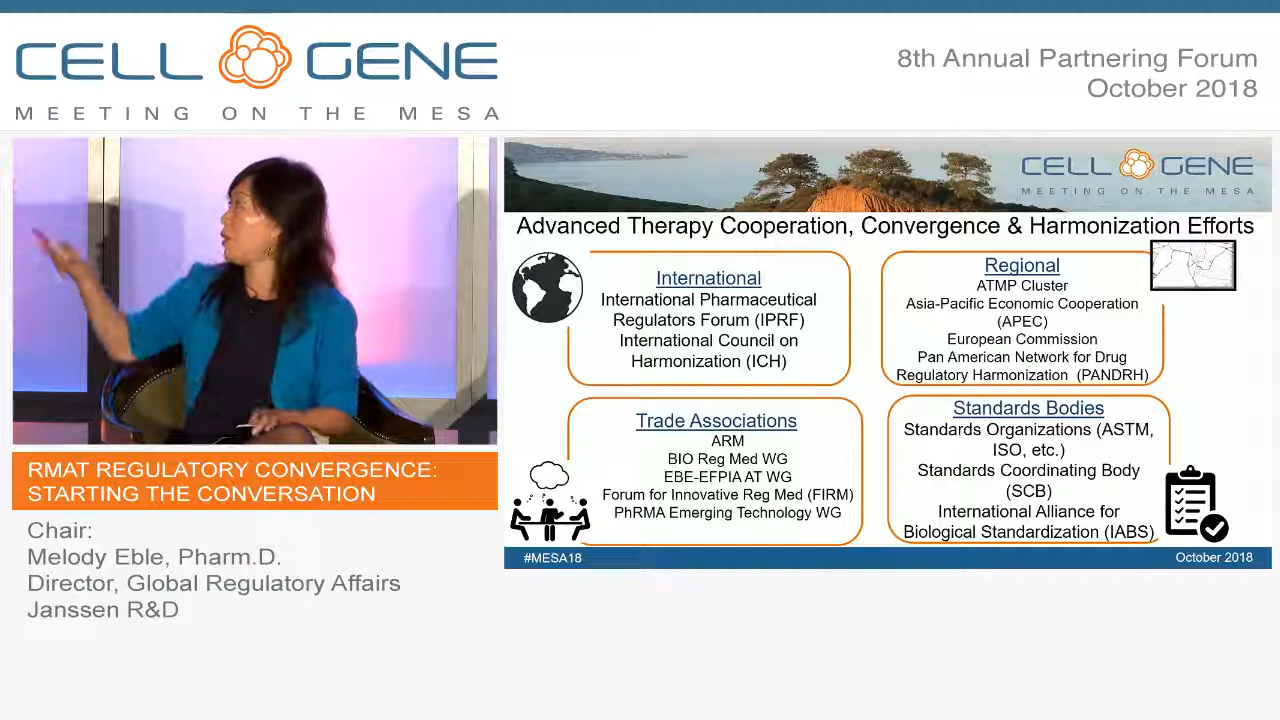 CELL GENE
MEETING ON THE MESA
8th Annual Partnering Forum
October 2018
CELL GENE
MEETING ON THE MESA
Advanced Therapy Cooperation, Convergence & Harmonization Efforts
International
International Pharmaceutical
Regulators Forum (IPRF)
International Council on
Harmonization (ICH)
Regional
ATMP Cluster
Asia-Pacific Economic Cooperation
(APEC)
European Commission
Pan American Network for Drug
Regulatory Harmonization (PANDRH)
Trade Associations
ARM
BIO Reg Med WG
EBE-EFPIA AT WG
Forum for Innovative Reg Med (FIRM)
PhRMA Emerging Technology WG
Standards Bodies
Standards Organizations (ASTM,
ISO, etc.)
Standards Coordinating Body
(SCB)
International Alliance for
Biological Standardization (IABS)
#MESA18
October 2018
RMAT REGULATORY CONVERGENCE:
STARTING THE CONVERSATION
Chair:
Melody Eble, Pharm.D.
Director, Global Regulatory Affairs
Janssen R&D